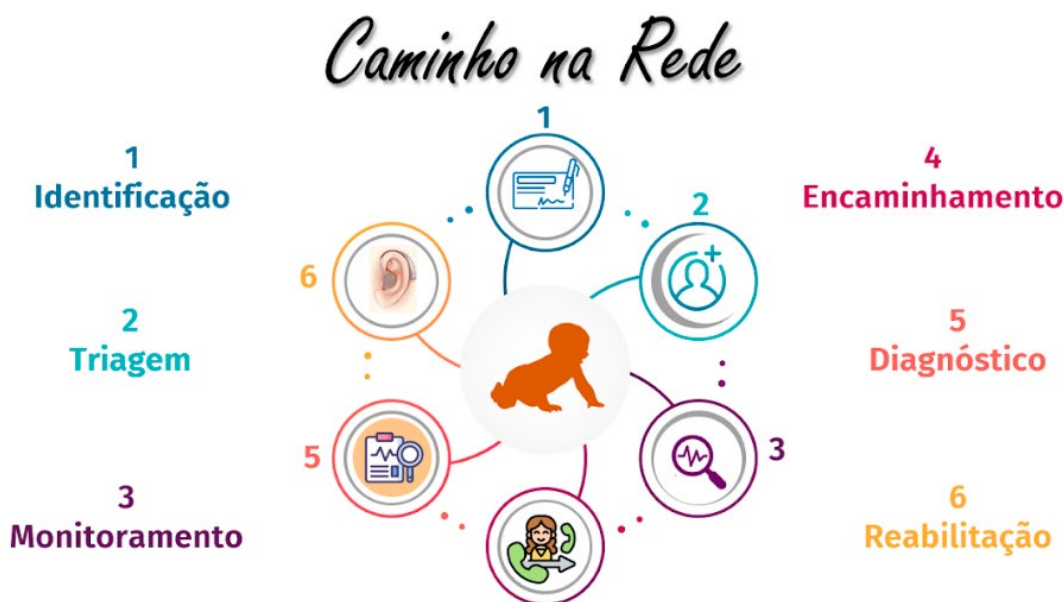 Caminho na Rede
1
Identificação
2
Triagem
3
Monitoramento
1
2
3
5
6
4
Encaminhamento
5
Diagnóstico
6
Reabilitação